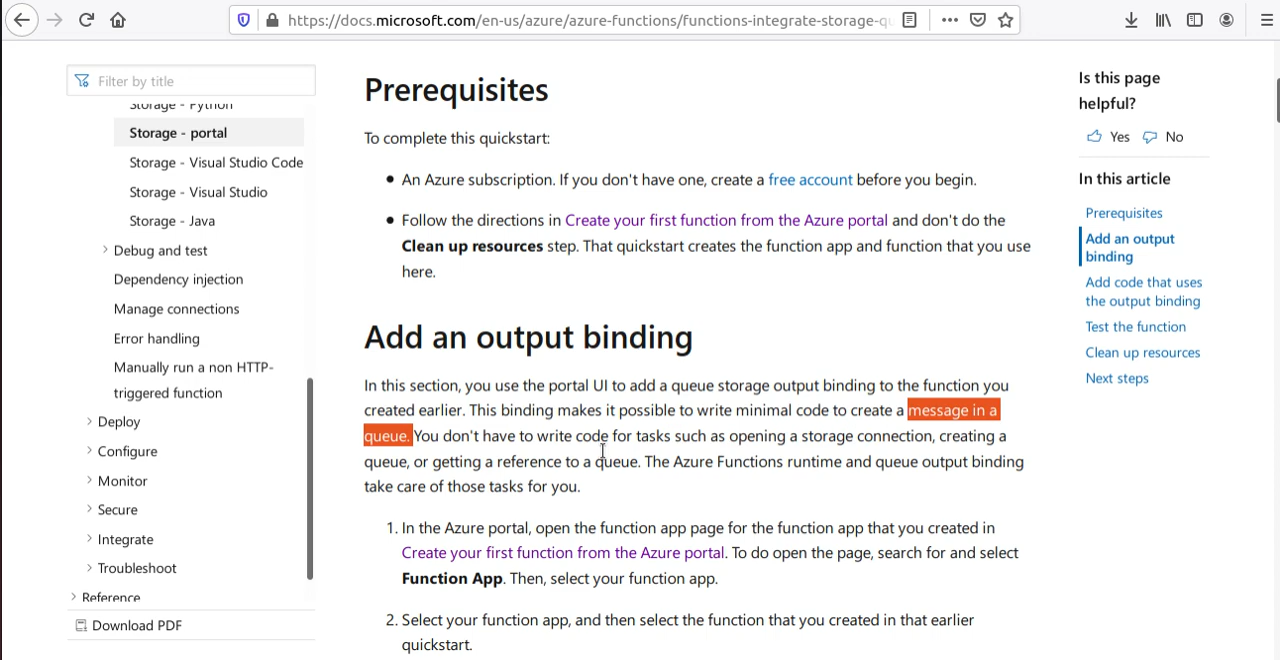 https://docs.microsoft.com/en-us/azure/azure-functions/functions-integrate-storage-qu
Filter by title
Storage - Python
Storage - portal
Storage - Visual Studio Code
Storage - Visual Studio
Storage - Java
Debug and test
Dependency injection
Manage connections
Error handling
Manually run a non HTTP-
triggered function
Deploy
Configure
Monitor
Secure
Integrate
Troubleshoot
Reference
Download PDF
Prerequisites
To complete this quickstart:
• An Azure subscription. If you don't have one, create a free account before you begin.
• Follow the directions in Create your first function from the Azure portal and don't do the
Clean up resources step. That quickstart creates the function app and function that you use
here.
Add an output binding
In this section, you use the portal UI to add a queue storage output binding to the function you
created earlier. This binding makes it possible to write minimal code to create a message in a
queue. You don't have to write code for tasks such as opening a storage connection, creating a
queue, or getting a reference to a queue. The Azure Functions runtime and queue output binding
take care of those tasks for you.
1. In the Azure portal, open the function app page for the function app that you created in
Create your first function from the Azure portal. To do open the page, search for and select
Function App. Then, select your function app.
2. Select your function app, and then select the function that you created in that earlier
quickstart.
Is this page
helpful?
Yes No
In this article
Prerequisites
Add an output
binding
Add code that uses
the output binding
Test the function
Clean up resources
Next steps